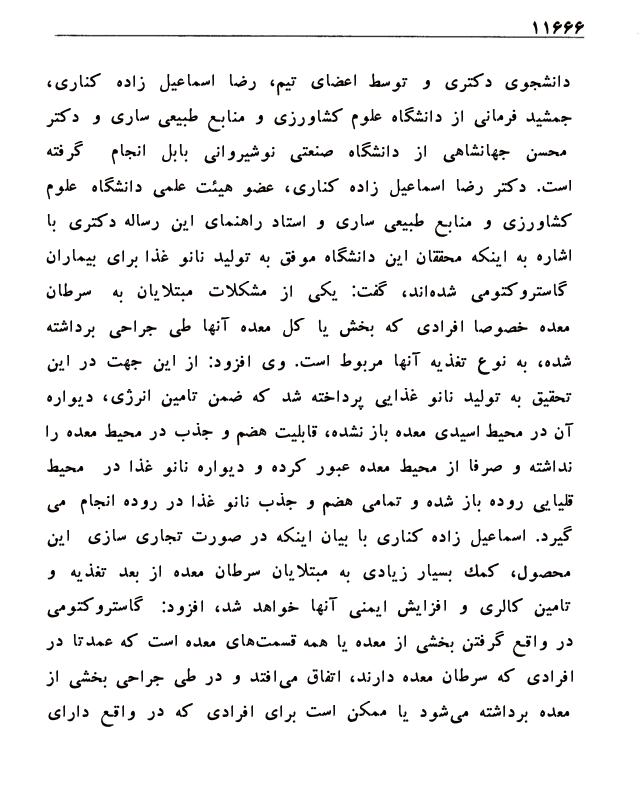 ۱۱۶۶۶
دانشجوی دکتری و توسط اعضای تیم، رضا اسماعیل زاده کناری،
جمشید فرمانی از دانشگاه علوم کشاورزی و منابع طبیعی ساری و دکتر
محسن جهانشاهی از دانشگاه صنعتی نوشیروانی بابل انجام گرفته
است. دکتر رضا اسماعیل زاده کناری، عضو هیئت علمی دانشگاه علوم
کشاورزی و منابع طبیعی ساری و استاد راهنمای این رساله دکتری با
اشاره به اینکه محققان این دانشگاه موفق به تولید نانو غذا برای بیماران
گاستروکتومی شده‌اند، گفت: یکی از مشکلات مبتلایان به سرطان
معده خصوصا افرادی که بخش یا کل معده آنها طی جراحی برداشته
شده، به نوع تغذیه آنها مربوط است. وی افزود: از این جهت در این
تحقیق به تولید نانو غذایی پرداخته شد که ضمن تامین انرژی، دیواره
آن در محیط اسیدی معده باز نشده، قابلیت هضم و جذب در محیط معده را
نداشته و صرفا از محیط معده عبور کرده و دیواره نانو غذا در محیط
قلیایی روده باز شده و تمامی هضم و جذب نانو غذا در روده انجام می
گیرد. اسماعیل زاده کناری با بیان اینکه در صورت تجاری سازی این
محصول، کمك بسیار زیادی به مبتلایان سرطان معده از بعد تغذیه و
تامین کالری و افزایش ایمنی آنها خواهد شد، افزود: گاستروکتومی
در واقع گرفتن بخشی از معده یا همه قسمت‌های معده است که عمدتا در
افرادی که سرطان معده دارند، اتفاق می‌افتد و در طی جراحی بخشی از
معده برداشته می‌شود یا ممکن است برای افرادی که در واقع دارای